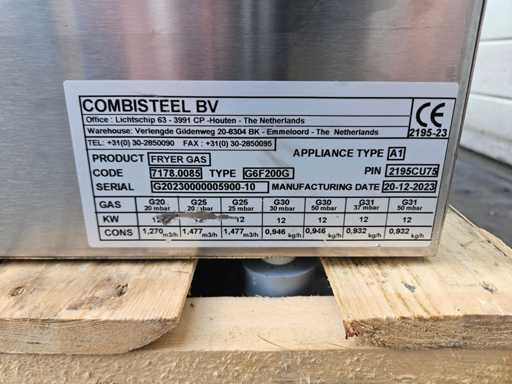 COMBISTEEL BV
Office : Lichtschip 63 - 3991 CP -Houten - The Netherlands
Warehouse: Verlengde Gildenweg 20-8304 BK - Emmeloord - The Netherlands
TEL: +31(0) 30-2850090 FAX : +31(0) 30-2850095
CE
2195-23
PRODUCT FRYER GAS APPLIANCE TYPE A1
CODE 7178.0085 TYPE G6F200G PIN 2195CU75
SERIAL G20230000005900-10 MANUFACTURING DATE 20-12-2023
GAS G20 20 mbar G25 20 mbar G25 25 mbar G30 30 mbar G30 50 mbar G31 37 mbar G31 50 mbar
KW 12 12 12 12 12
CONS 1,270 m3/h 1,477 m3/h 1,477 m3/h 0,946 kg/h 0,946 kg/h 0,932 kg/h 0,932 kg/h